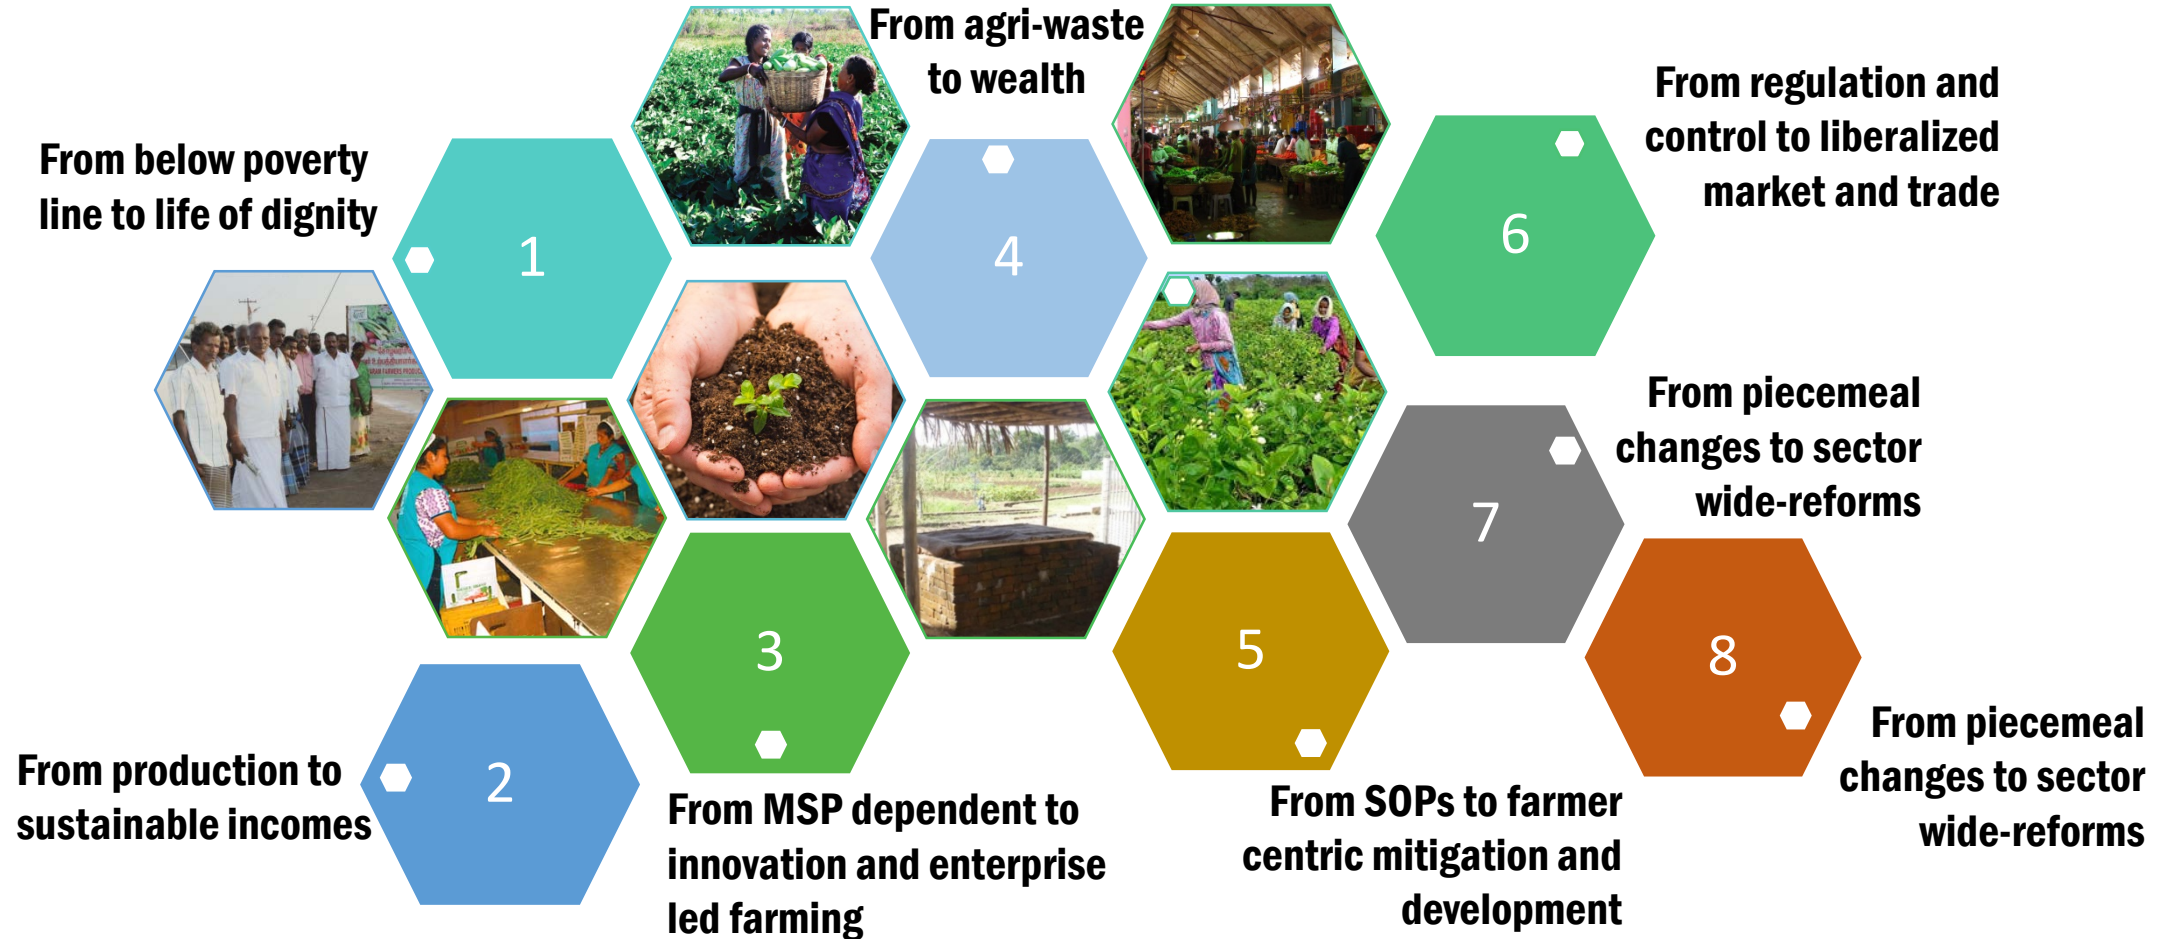 From below poverty
line to life of dignity
1
From production to
sustainable incomes
2
3
From MSP dependent to
innovation and enterprise
led farming
From agri-waste
to wealth
4
5
From SOPs to farmer
centric mitigation and
development
6
From regulation and
control to liberalized
market and trade
7
From piecemeal
changes to sector
wide-reforms
8
From piecemeal
changes to sector
wide-reforms